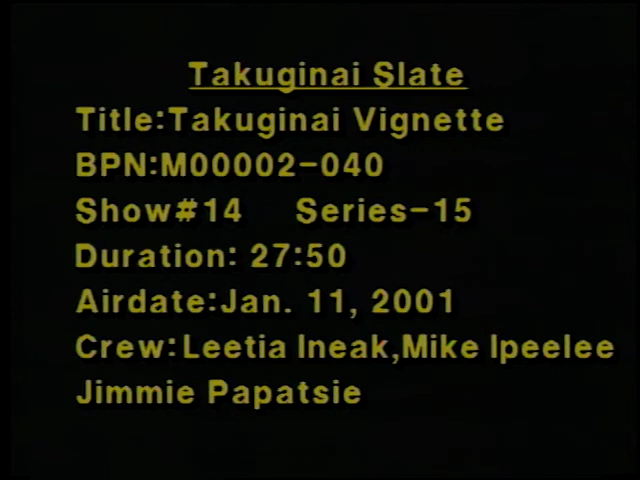 Takuginai Slate
Title:Takuginai Vignette
BPN:M00002-040
Show#14 Series-15
Duration: 27:50
Airdate:Jan. 11, 2001
Crew:Leetia Ineak,Mike Ipeelee
Jimmie Papatsie